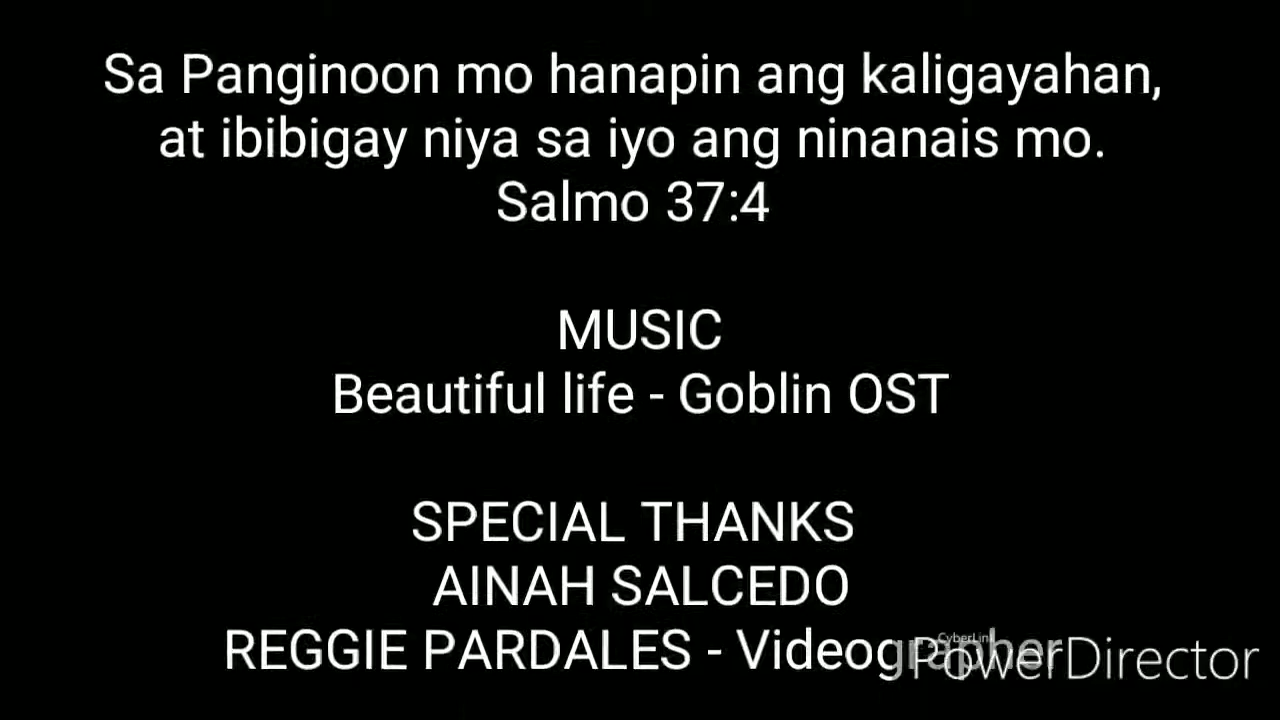 Sa Panginoon mo hanapin ang kaligayahan,
at ibibigay niya sa iyo ang ninanais mo.
Salmo 37:4
MUSIC
Beautiful life - Goblin OST
SPECIAL THANKS
AINAH SALCEDO
REGGIE PARDALES - Videographer
CyberLink
PowerDirector